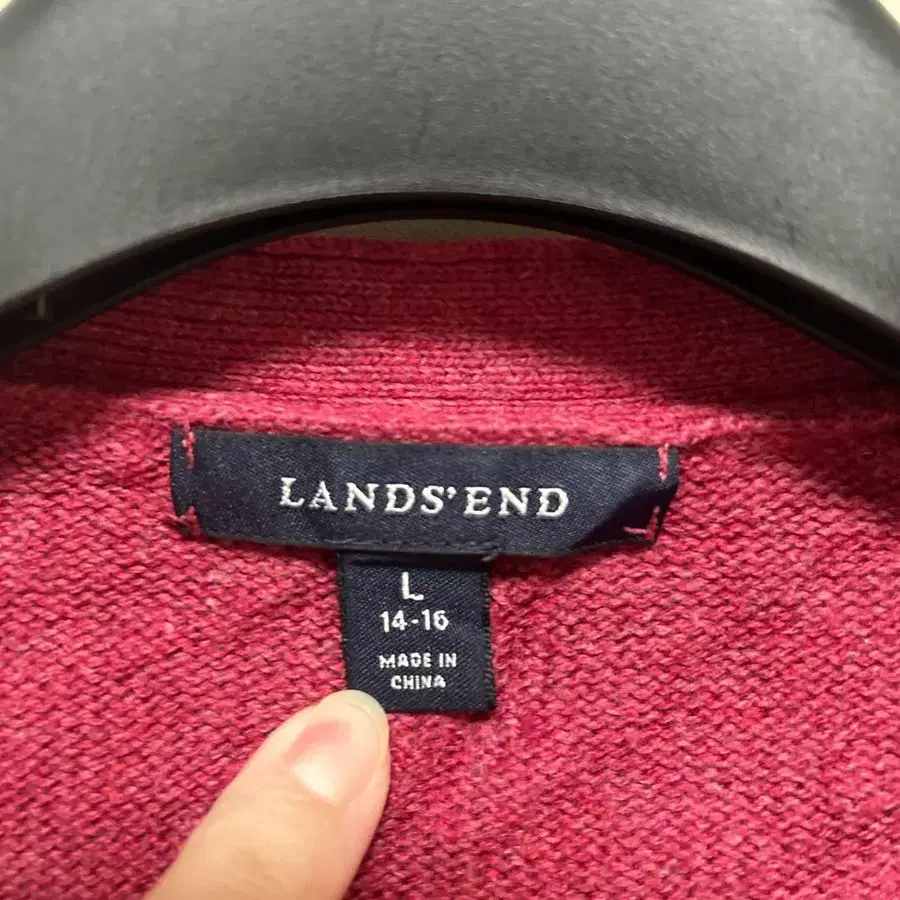 LANDS'END
L
14-16
MADE IN
CHINA